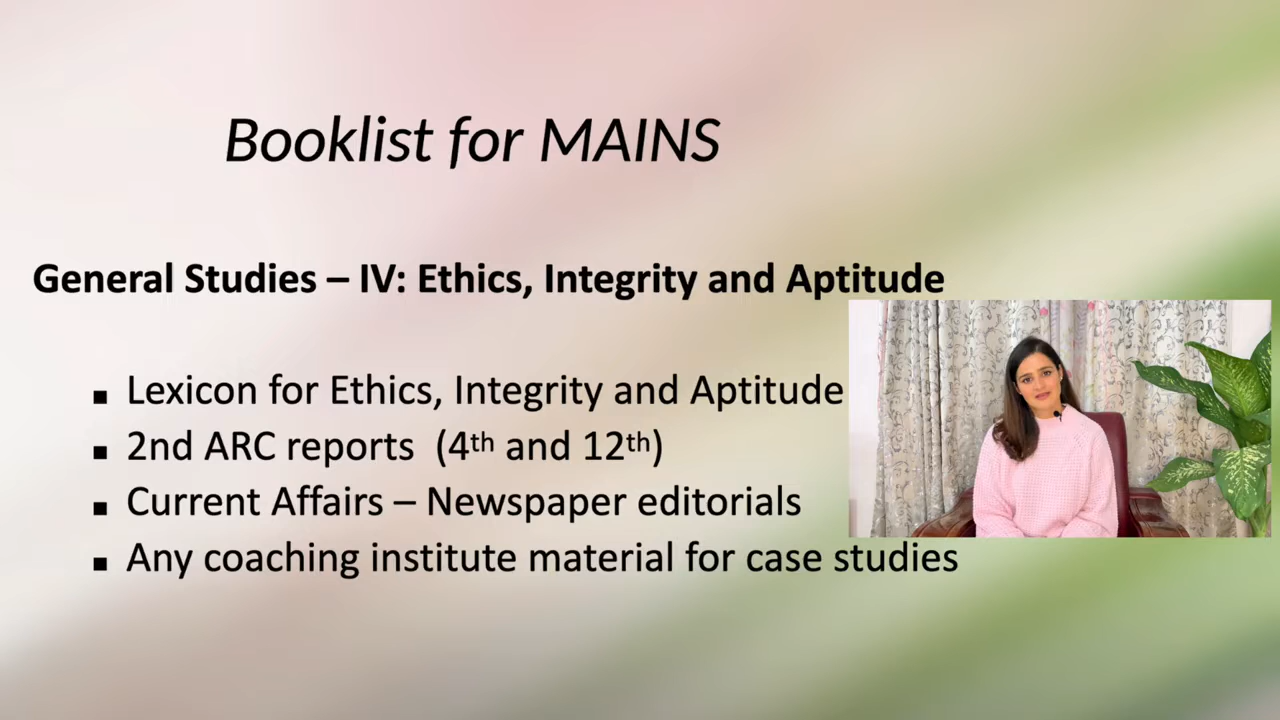 Booklist for MAINS
General Studies – IV: Ethics, Integrity and Aptitude
▪ Lexicon for Ethics, Integrity and Aptitude
▪ 2nd ARC reports (4th and 12th)
▪ Current Affairs – Newspaper editorials
▪ Any coaching institute material for case studies